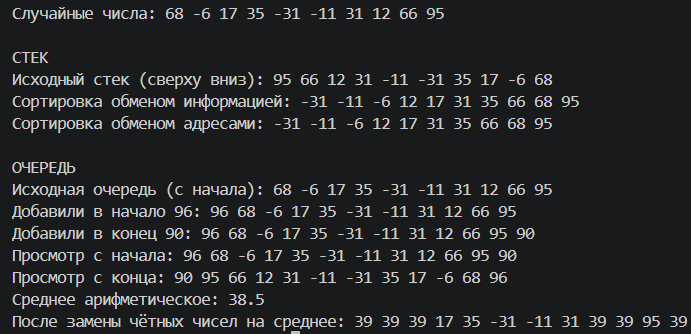 Случайные числа: 68 -6 17 35 -31 -11 31 12 66 95
СТЕК
Исходный стек (сверху вниз): 95 66 12 31 -11 -31 35 17 -6 68
Сортировка обменом информацией: -31 -11 -6 12 17 31 35 66 68 95
Сортировка обменом адресами: -31 -11 -6 12 17 31 35 66 68 95
ОЧЕРЕДЬ
Исходная очередь (с начала): 68 -6 17 35 -31 -11 31 12 66 95
Добавили в начало 96: 96 68 -6 17 35 -31 -11 31 12 66 95
Добавили в конец 90: 96 68 -6 17 35 -31 -11 31 12 66 95 90
Просмотр с начала: 96 68 -6 17 35 -31 -11 31 12 66 95 90
Просмотр с конца: 90 95 66 12 31 -11 -31 35 17 -6 68 96
Среднее арифметическое: 38.5
После замены чётных чисел на среднее: 39 39 39 17 35 -31 -11 31 39 39 95 39